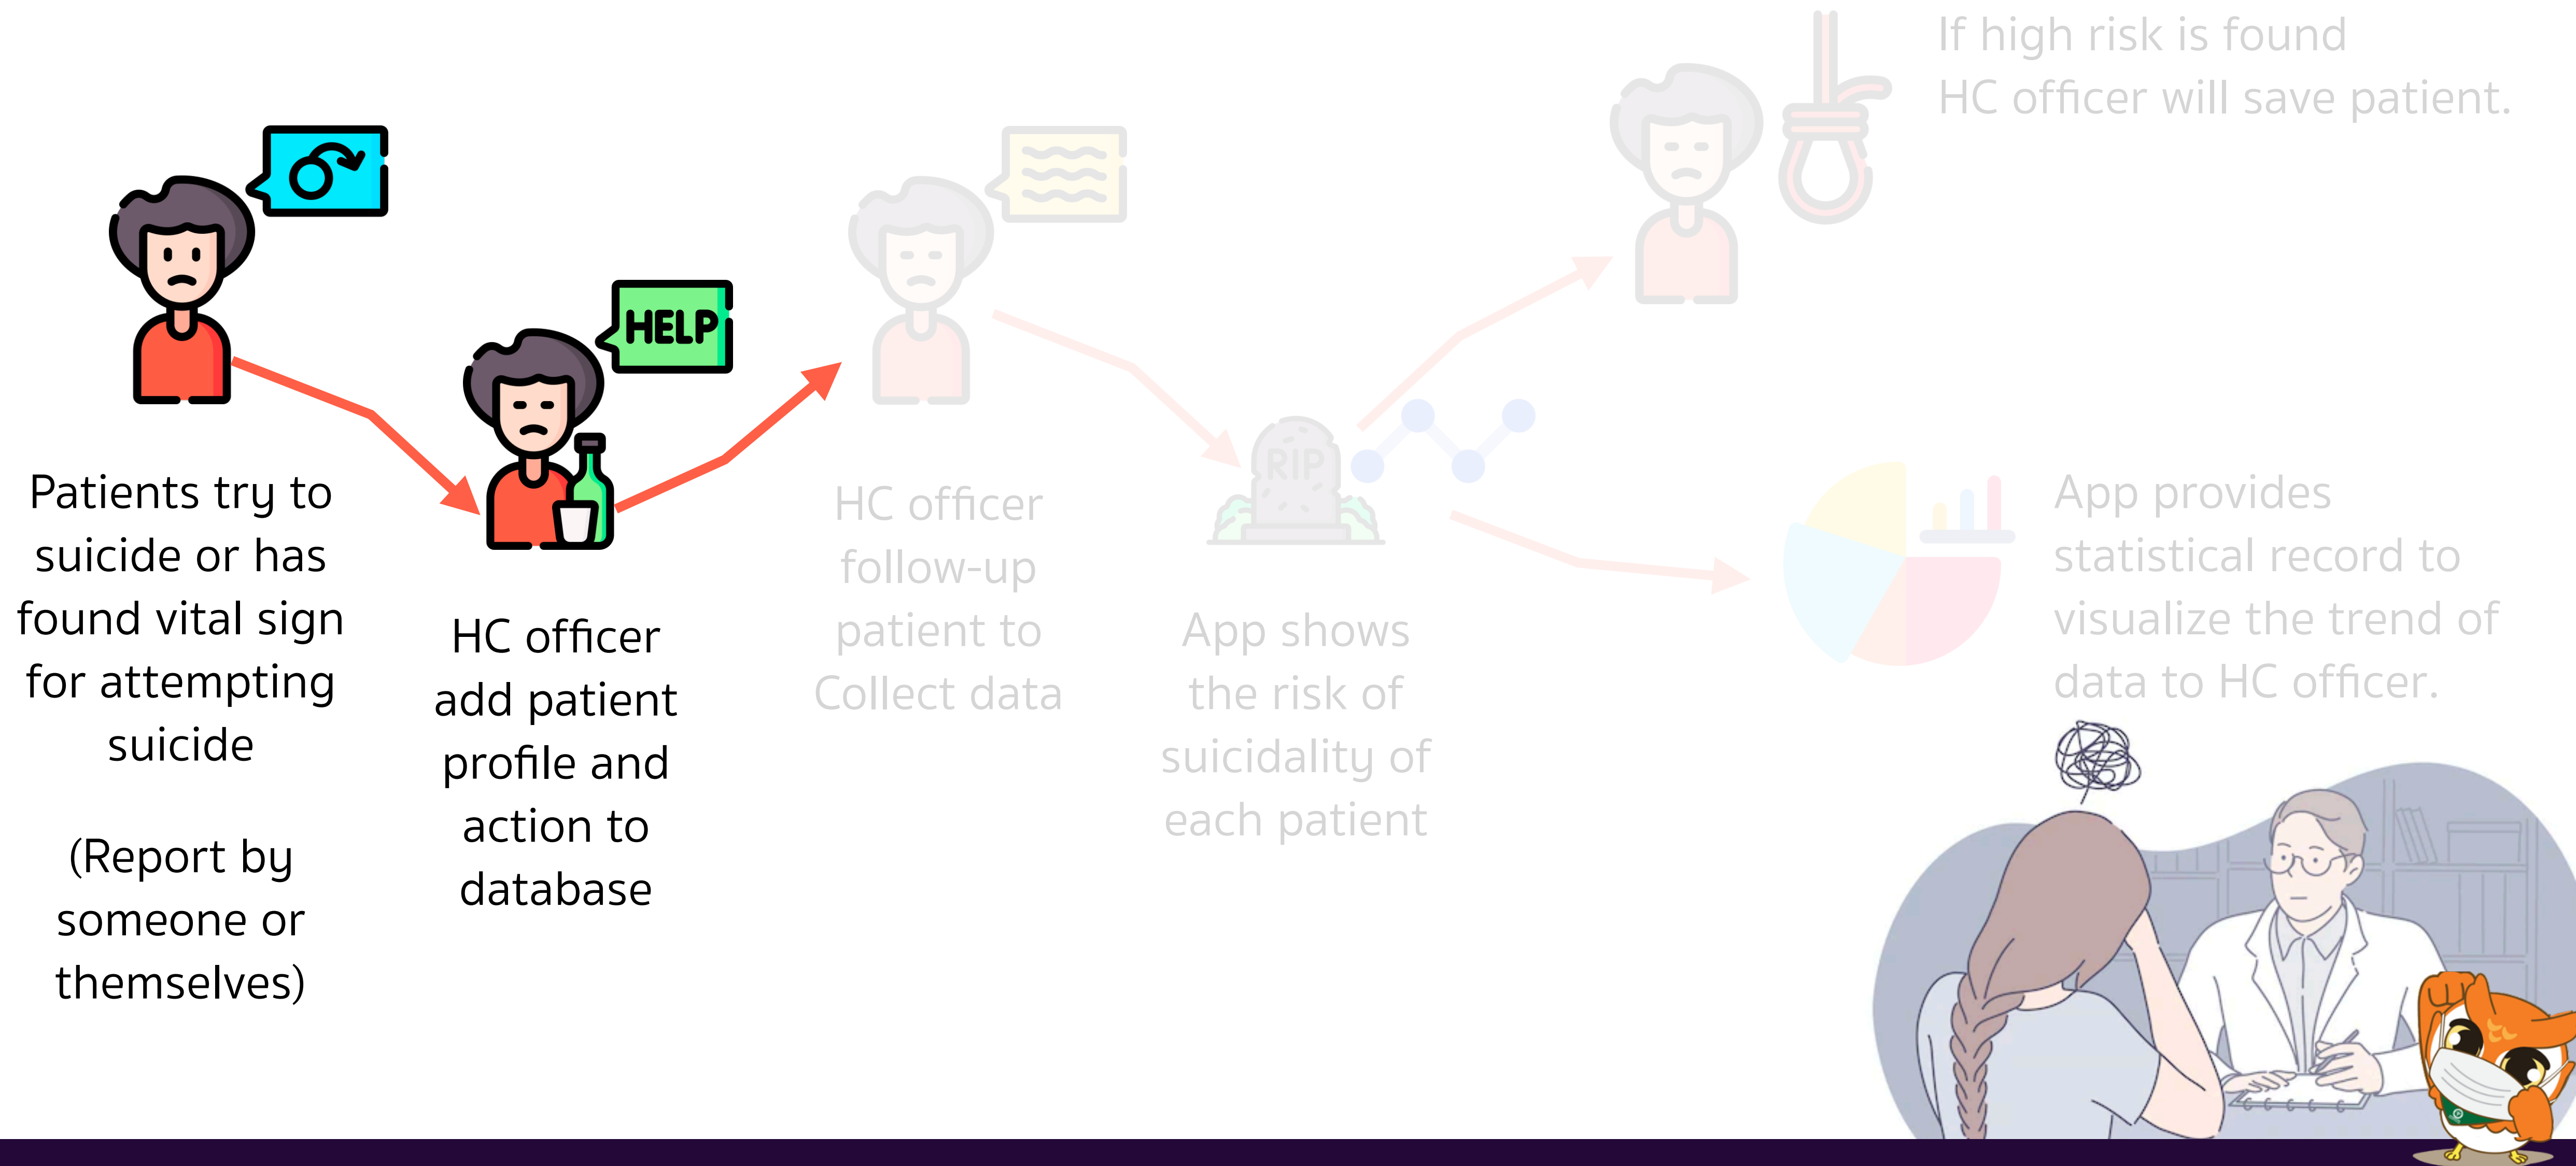 Patients try to
suicide or has
found vital sign
for attempting
suicide
(Report by
someone or
themselves)
HELP
HC officer
add patient
profile and
action to
database
HC officer
follow-up
patient to
Collect data
RIP
App shows
the risk of
suicidality of
each patient
If high risk is found
HC officer will save patient.
App provides
statistical record to
visualize the trend of
data to HC officer.